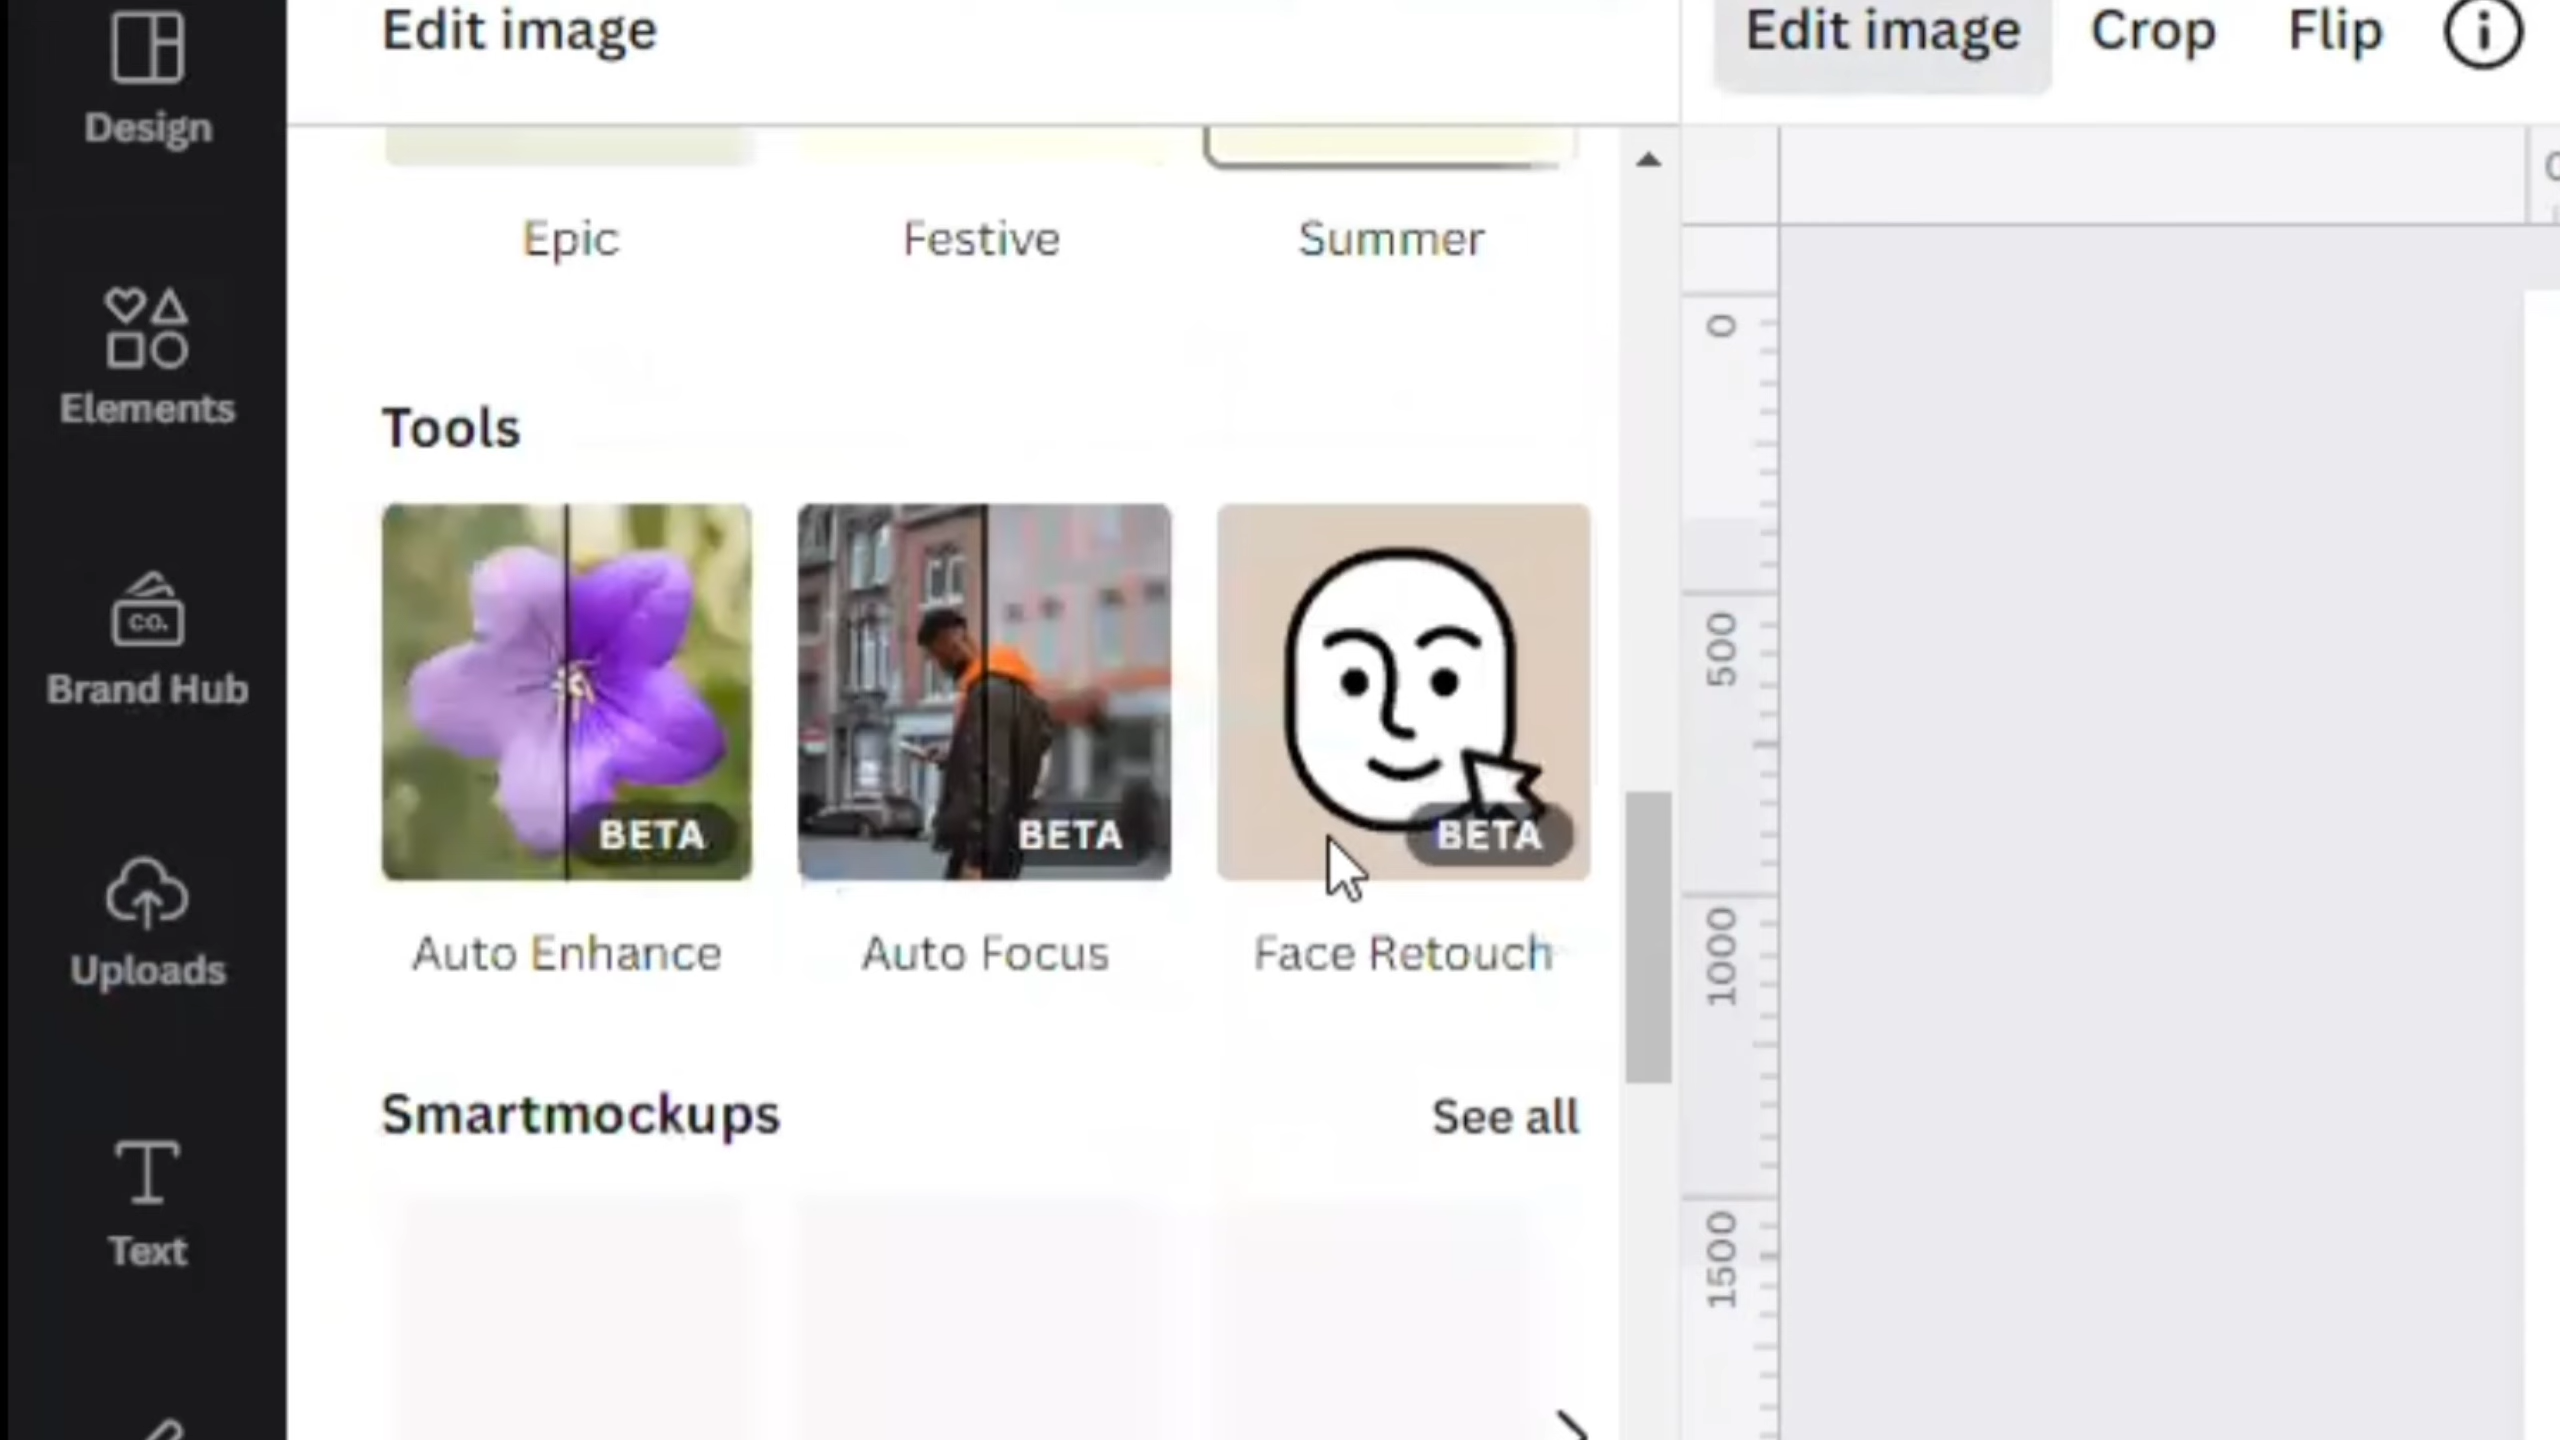 Design
Elements
CO.
Brand Hub
Uploads
Text
Edit image
Epic
Festive
Summer
Tools
BETA
BETA
BETA
Auto Enhance
Auto Focus
Face Retouch
Smartmockups
See all
Edit image
Crop
Flip
0
500
1000
1500